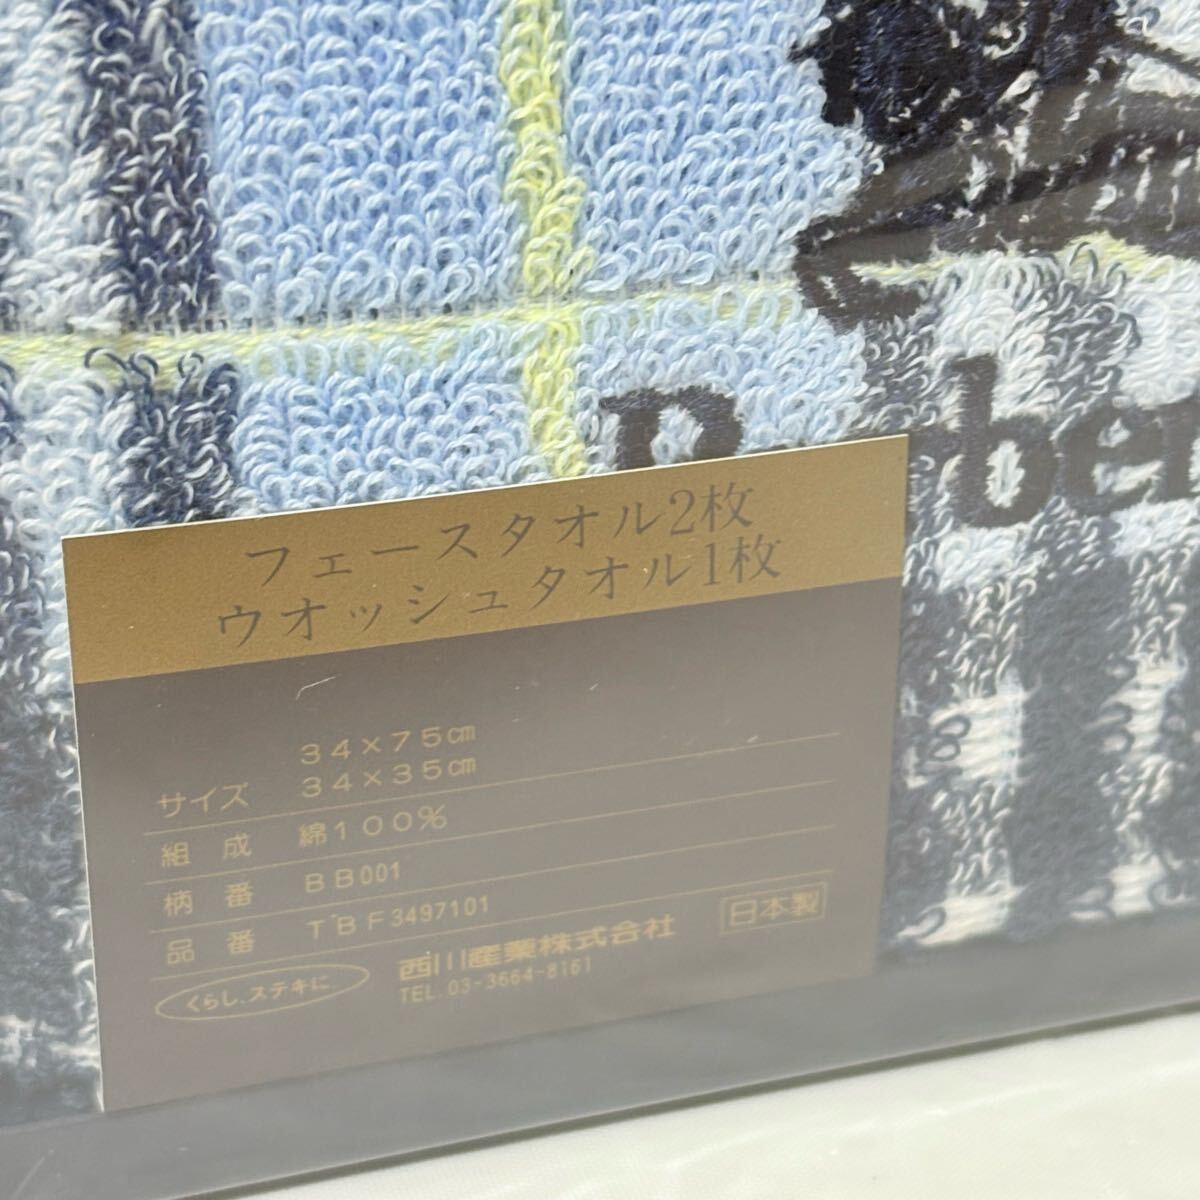 フェースタオル2枚
ウオッシュタオル1枚
34×75cm
サイズ 34×35cm
組成 綿100%
柄番 BB001
品番 TBF3497101
くらし、ステキに 西川産業株式会社 日本製
TEL.03-3664-8161